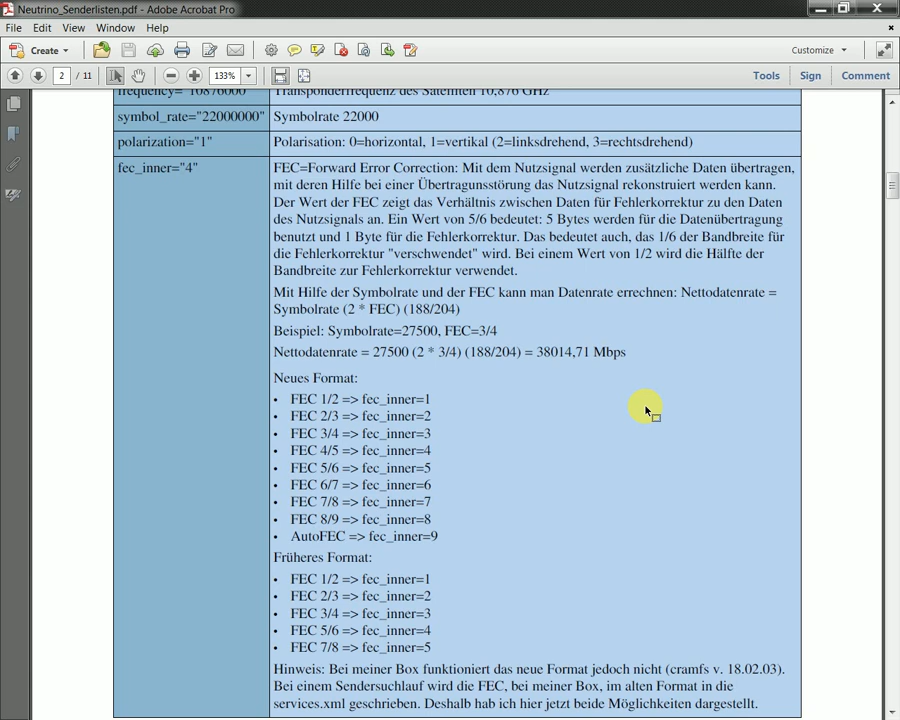 Neutrino_Senderlisten.pdf - Adobe Acrobat Pro
File Edit View Window Help
Create Customize
2 / 11 133% Tools Sign Comment
frequency="10876000" Transponderfrequenz des Satelliten 10,876 GHz
symbol_rate="22000000" Symbolrate 22000
polarization="1" Polarisation: 0=horizontal, 1=vertikal (2=linksdrehend, 3=rechtsdrehend)
fec_inner="4" FEC=Forward Error Correction: Mit dem Nutzsignal werden zusätzliche Daten übertragen,
mit deren Hilfe bei einer Übertragunsstörung das Nutzsignal rekonstruiert werden kann.
Der Wert der FEC zeigt das Verhältnis zwischen Daten für Fehlerkorrektur zu den Daten
des Nutzsignals an. Ein Wert von 5/6 bedeutet: 5 Bytes werden für die Datenübertragung
benutzt und 1 Byte für die Fehlerkorrektur. Das bedeutet auch, das 1/6 der Bandbreite für
die Fehlerkorrektur "verschwendet" wird. Bei einem Wert von 1/2 wird die Hälfte der
Bandbreite zur Fehlerkorrektur verwendet.
Mit Hilfe der Symbolrate und der FEC kann man Datenrate errechnen: Nettodatenrate =
Symbolrate (2 * FEC) (188/204)
Beispiel: Symbolrate=27500, FEC=3/4
Nettodatenrate = 27500 (2 * 3/4) (188/204) = 38014,71 Mbps
Neues Format:
• FEC 1/2 => fec_inner=1
• FEC 2/3 => fec_inner=2
• FEC 3/4 => fec_inner=3
• FEC 4/5 => fec_inner=4
• FEC 5/6 => fec_inner=5
• FEC 6/7 => fec_inner=6
• FEC 7/8 => fec_inner=7
• FEC 8/9 => fec_inner=8
• AutoFEC => fec_inner=9
Früheres Format:
• FEC 1/2 => fec_inner=1
• FEC 2/3 => fec_inner=2
• FEC 3/4 => fec_inner=3
• FEC 5/6 => fec_inner=4
• FEC 7/8 => fec_inner=5
Hinweis: Bei meiner Box funktioniert das neue Format jedoch nicht (cramfs v. 18.02.03).
Bei einem Sendersuchlauf wird die FEC, bei meiner Box, im alten Format in die
services.xml geschrieben. Deshalb hab ich hier jetzt beide Möglichkeiten dargestellt.